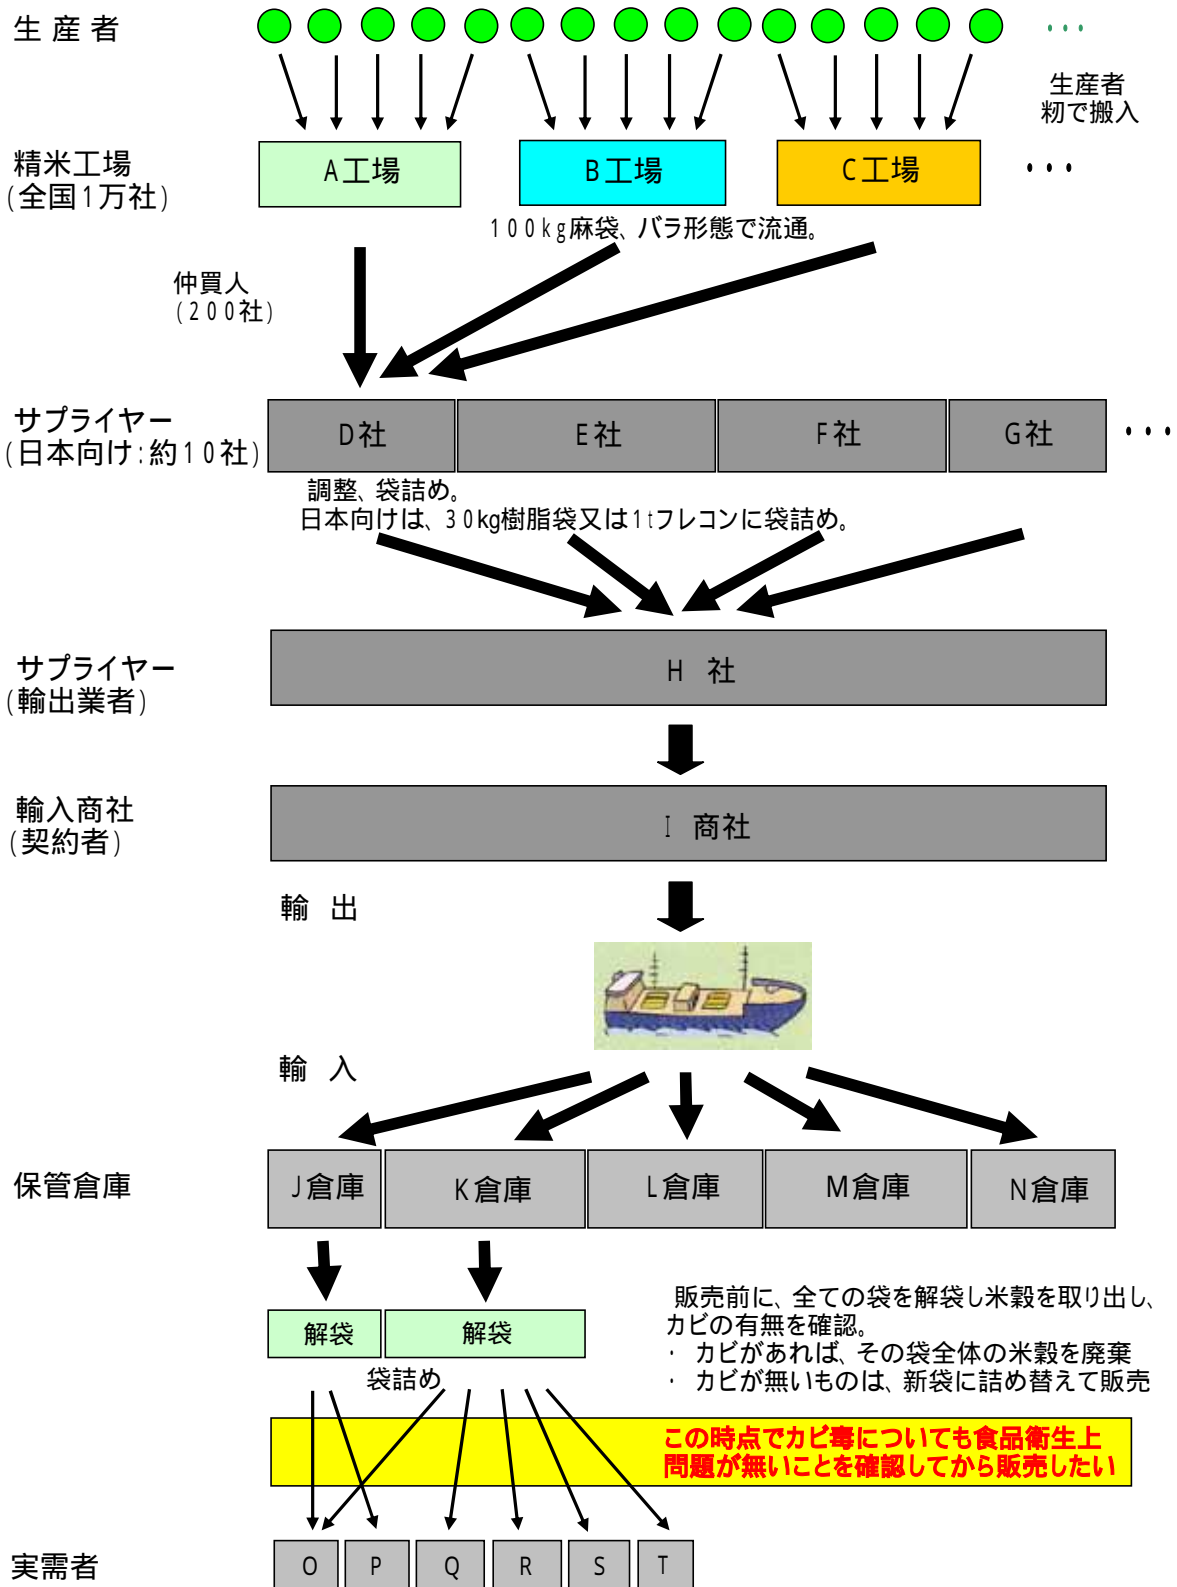 生 産 者
・・・
生産者
籾で搬入
精米工場
(全国1万社)
A工場
B工場
C工場
・・・
100kg麻袋、バラ形態で流通。
仲買人
(200社)
サプライヤー
(日本向け:約10社)
D社
E社
F社
G社
・・・
調整、袋詰め。
日本向けは、30kg樹脂袋又は1tフレコンに袋詰め。
サプライヤー
(輸出業者)
H 社
輸入商社
(契約者)
I 商社
輸 出
輸 入
保管倉庫
J倉庫
K倉庫
L倉庫
M倉庫
N倉庫
解袋
解袋
販売前に、全ての袋を解袋し米穀を取り出し、
カビの有無を確認。
・ カビがあれば、その袋全体の米穀を廃棄
・ カビが無いものは、新袋に詰め替えて販売
袋詰め
この時点でカビ毒についても食品衛生上
問題が無いことを確認してから販売したい
実需者
O
P
Q
R
S
T